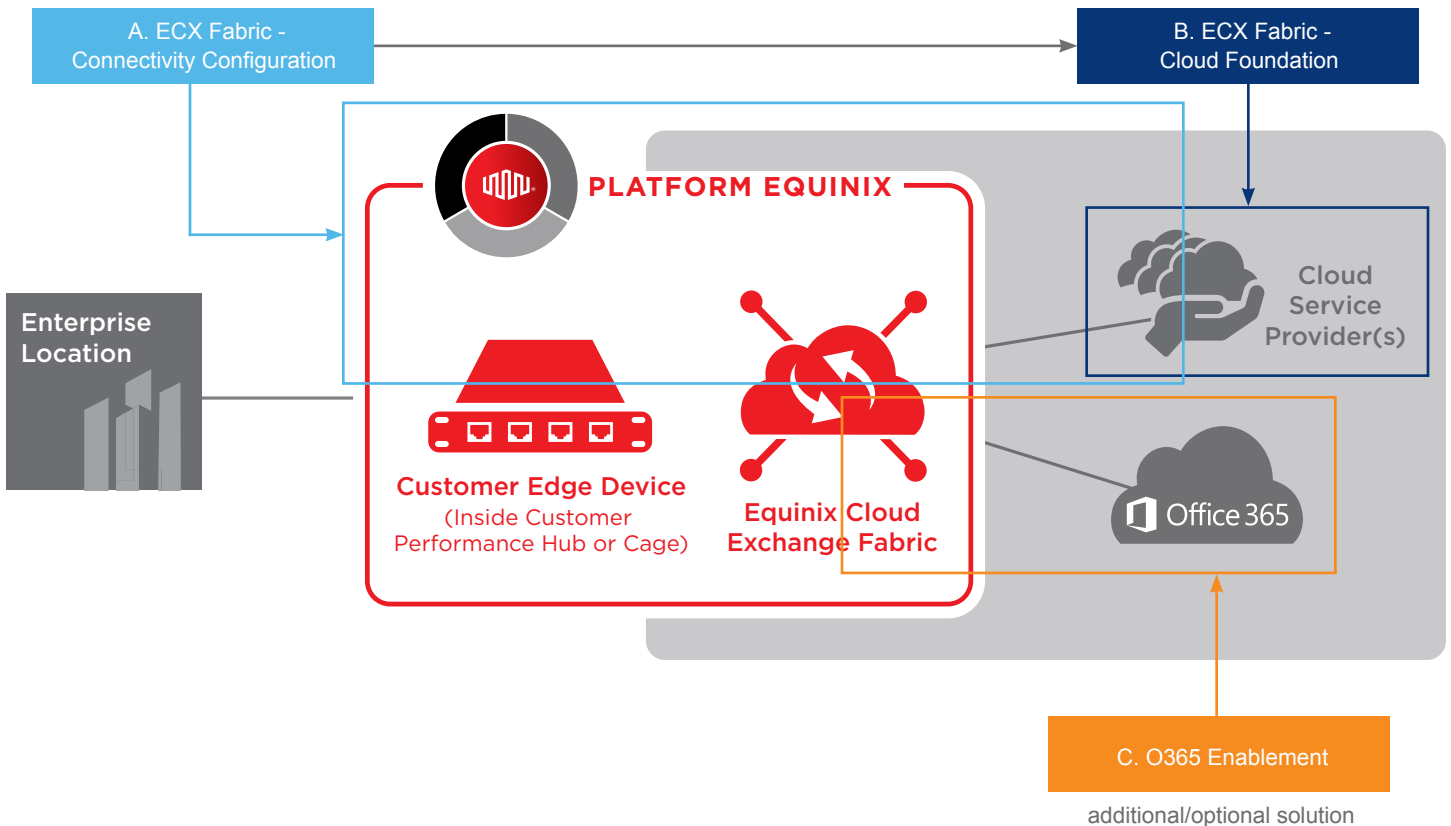 A. ECX Fabric -
Connectivity Configuration
B. ECX Fabric -
Cloud Foundation
PLATFORM EQUINIX
Enterprise
Location
Cloud
Service
Provider(s)
Customer Edge Device
(Inside Customer
Performance Hub or Cage)
Equinix Cloud
Exchange Fabric
Office 365
C. O365 Enablement
additional/optional solution